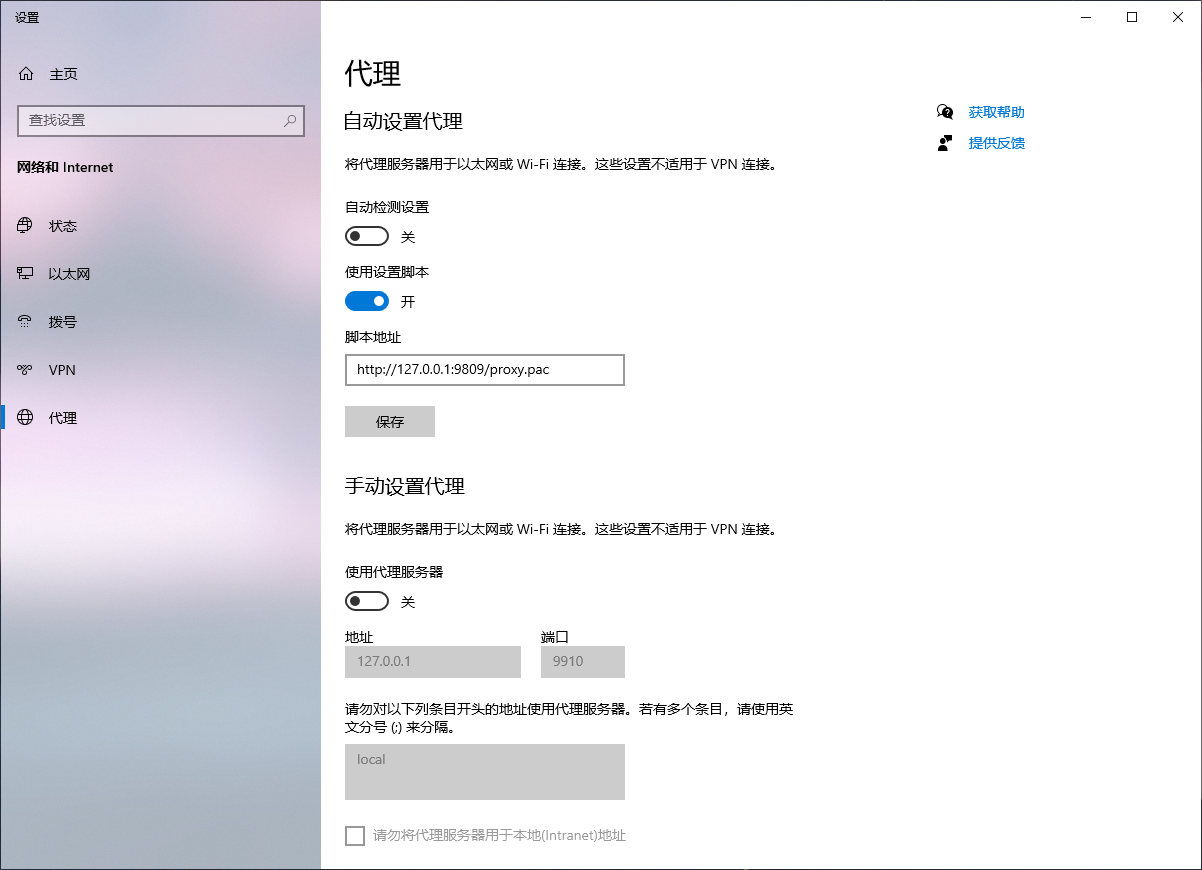 设置
主页
查找设置
网络和 Internet
状态
以太网
拨号
VPN
代理
代理
自动设置代理
将代理服务器用于以太网或 Wi-Fi 连接。这些设置不适用于 VPN 连接。
自动检测设置
关
使用设置脚本
开
脚本地址
http://127.0.0.1:9809/proxy.pac
保存
手动设置代理
将代理服务器用于以太网或 Wi-Fi 连接。这些设置不适用于 VPN 连接。
使用代理服务器
关
地址 端口
127.0.0.1 9910
请勿对以下列条目开头的地址使用代理服务器。若有多个条目，请使用英
文分号 (;) 来分隔。
local
请勿将代理服务器用于本地(Intranet)地址
获取帮助
提供反馈